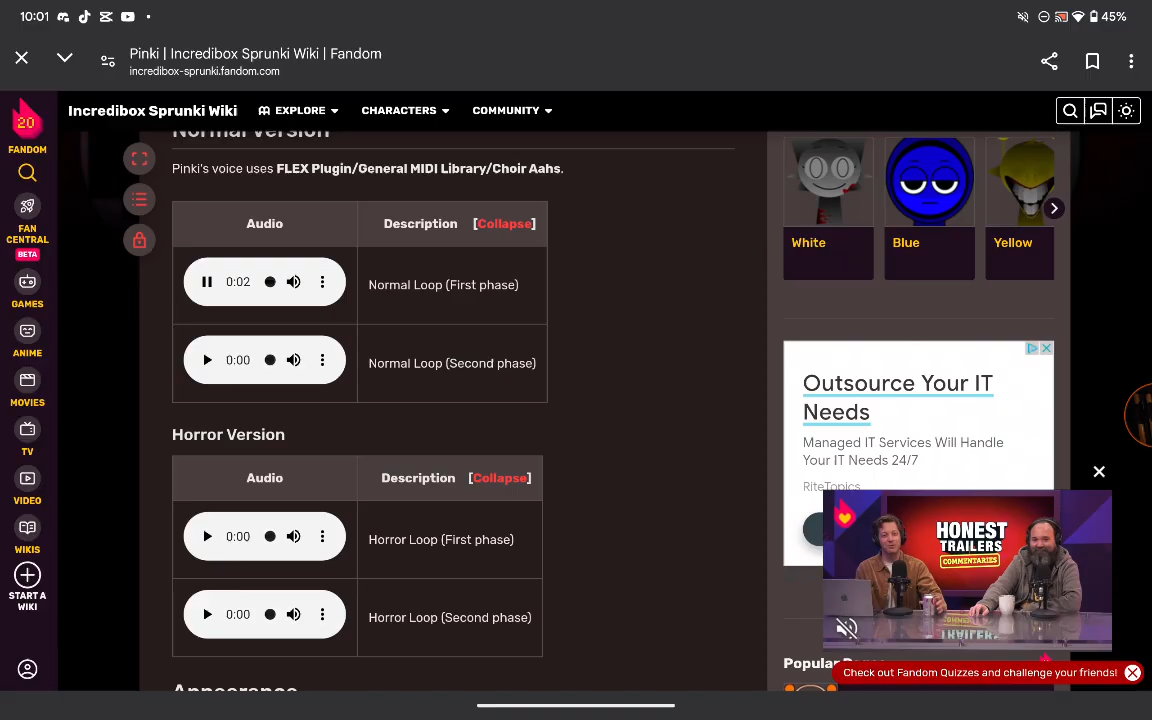 10:01
45%
Pinki | Incredibox Sprunki Wiki | Fandom
incredibox-sprunki.fandom.com
20
FANDOM
FAN
CENTRAL
BETA
GAMES
ANIME
MOVIES
TV
VIDEO
WIKIS
START A
WIKI
Incredibox Sprunki Wiki
EXPLORE
CHARACTERS
COMMUNITY
Normal Version
Pinki's voice uses FLEX Plugin/General MIDI Library/Choir Aahs.
Audio
Description [Collapse]
0:02
Normal Loop (First phase)
0:00
Normal Loop (Second phase)
Horror Version
Audio
Description [Collapse]
0:00
Horror Loop (First phase)
0:00
Horror Loop (Second phase)
Appearance
White
Blue
Yellow
Outsource Your IT
Needs
Managed IT Services Will Handle
Your IT Needs 24/7
RiteTopics
HONEST
TRAILERS
COMMENTARIES
Popular Pages
Check out Fandom Quizzes and challenge your friends!